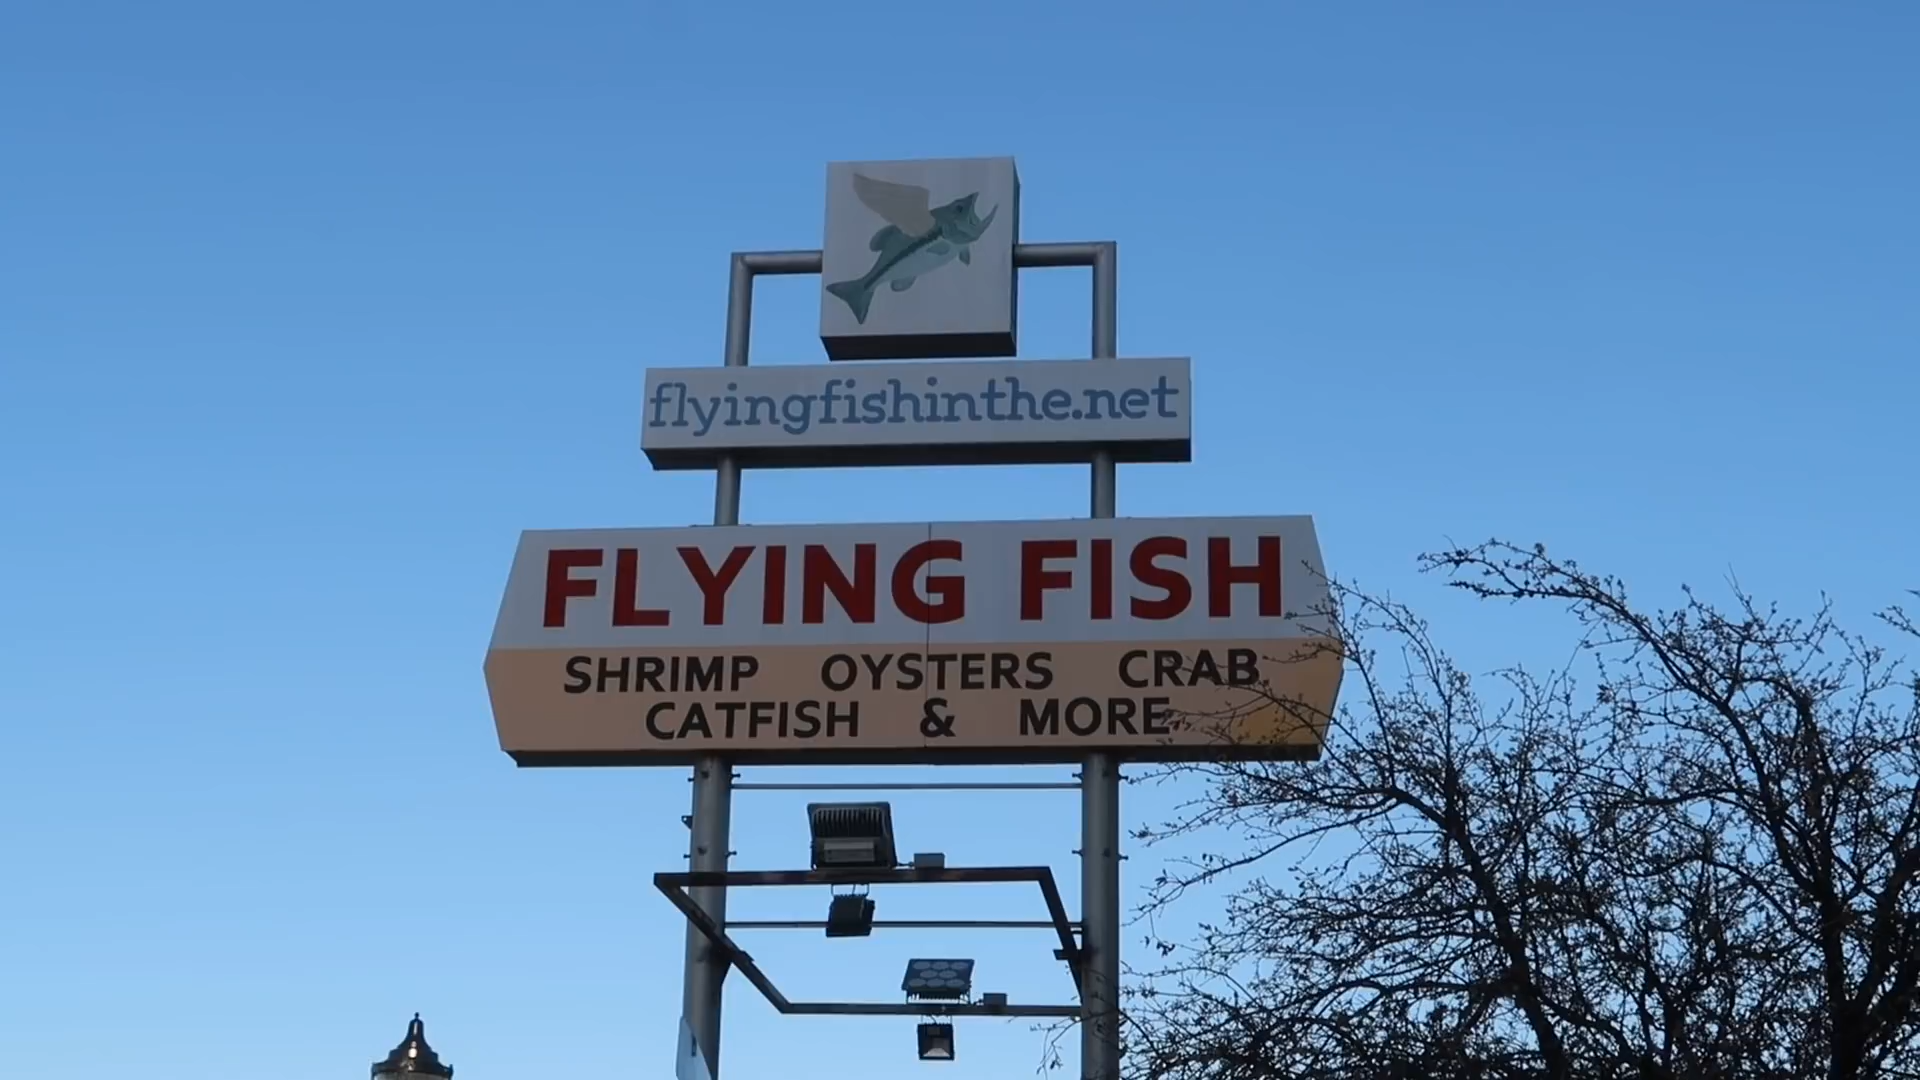 flyingfishinthe.net
FLYING FISH
SHRIMP OYSTERS CRAB
CATFISH & MORE